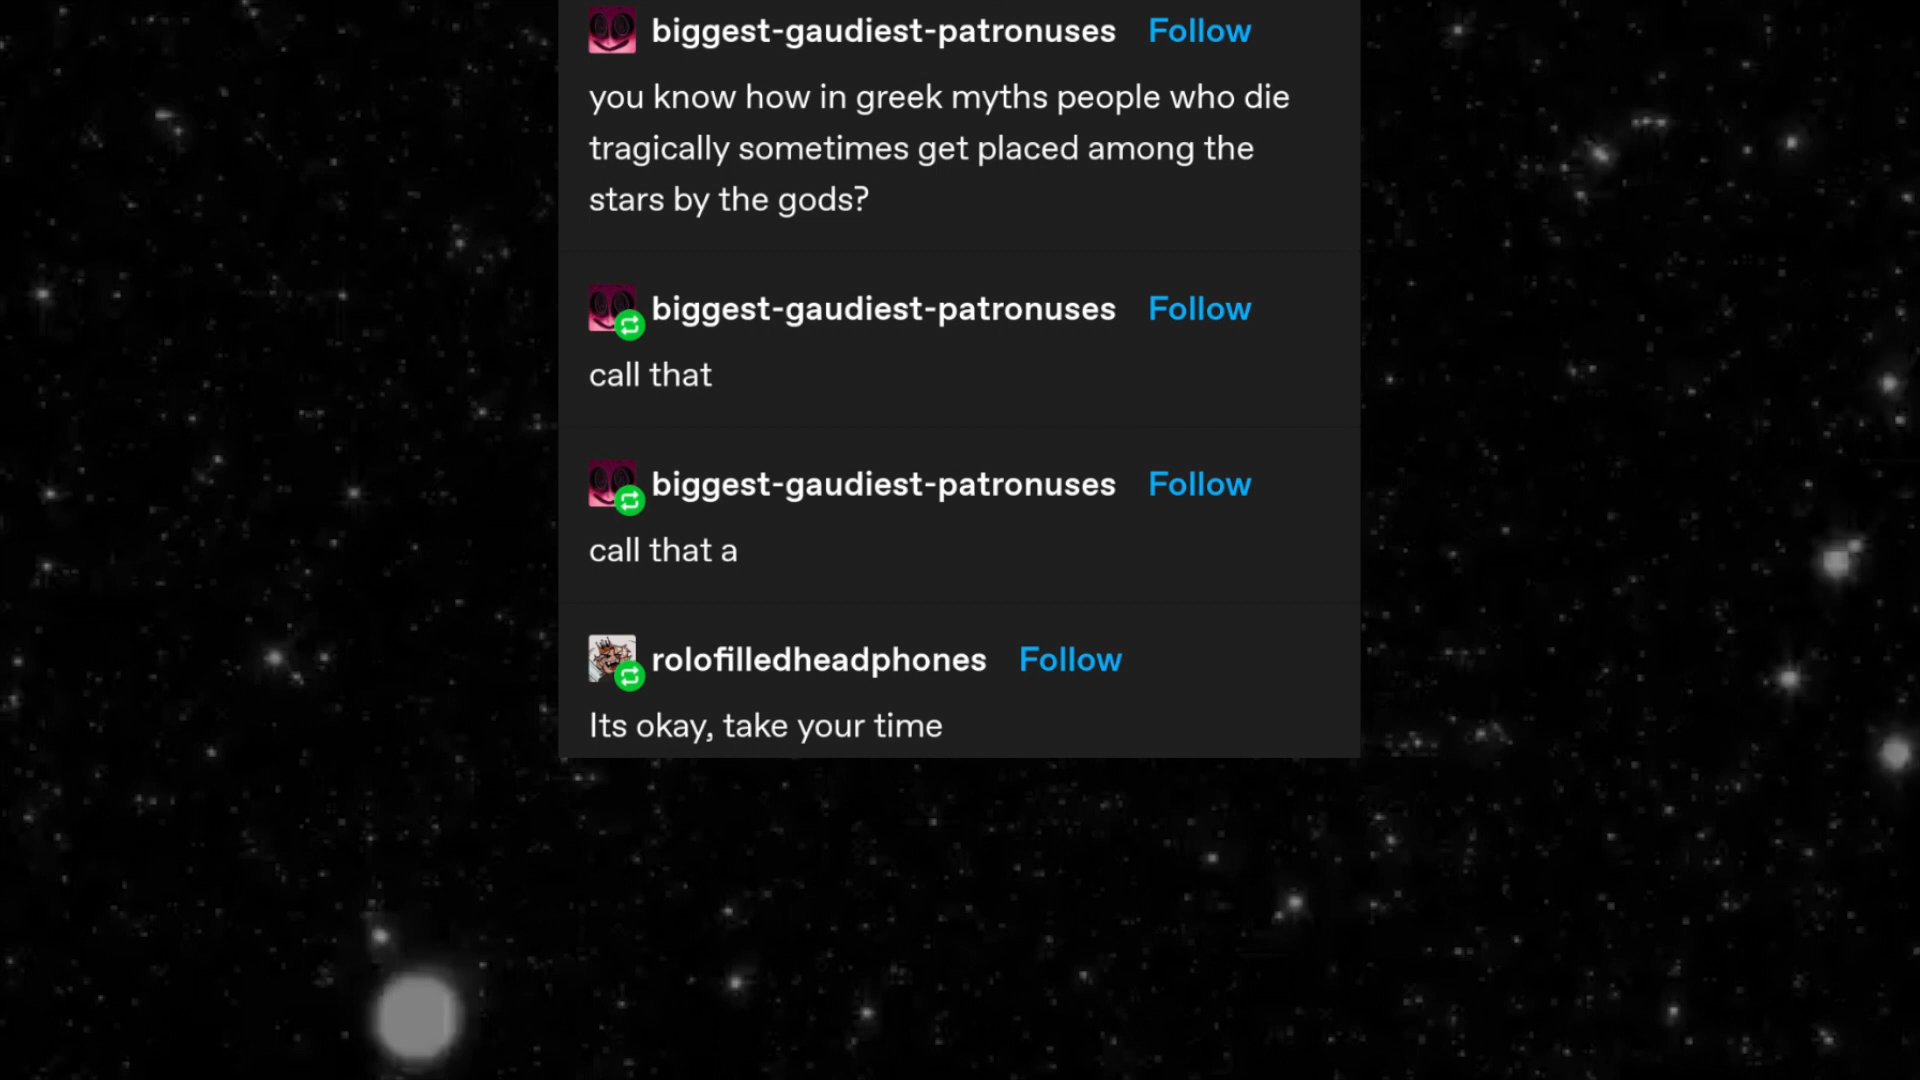 biggest-gaudiest-patronuses Follow
you know how in greek myths people who die
tragically sometimes get placed among the
stars by the gods?
biggest-gaudiest-patronuses Follow
call that
biggest-gaudiest-patronuses Follow
call that a
rolofilledheadphones Follow
Its okay, take your time